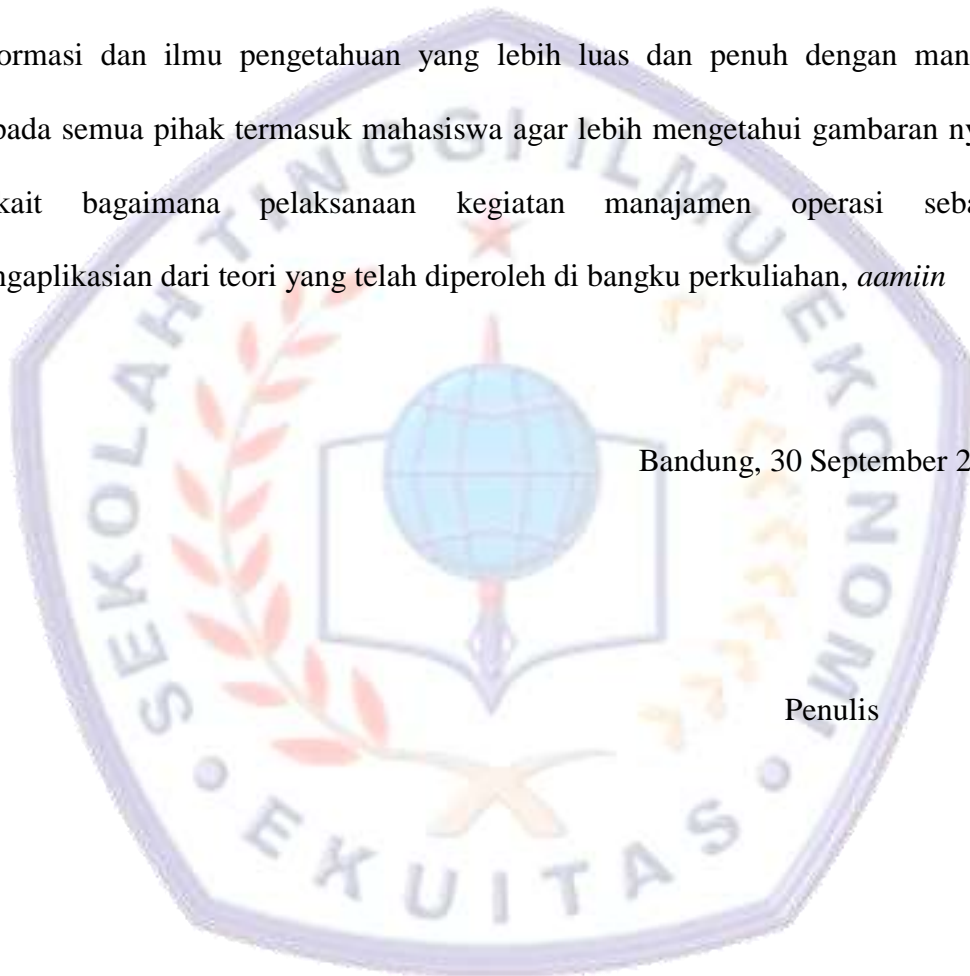 ormasi dan ilmu pengetahuan yang lebih luas dan penuh dengan man
pada semua pihak termasuk mahasiswa agar lebih mengetahui gambaran ny
kait bagaimana pelaksanaan kegiatan manajamen operasi seba
ngaplikasian dari teori yang telah diperoleh di bangku perkuliahan, aamiin
SEKOLAH TINGGI ILMU EKONOMI
Bandung, 30 September 2
Penulis
EKUITAS